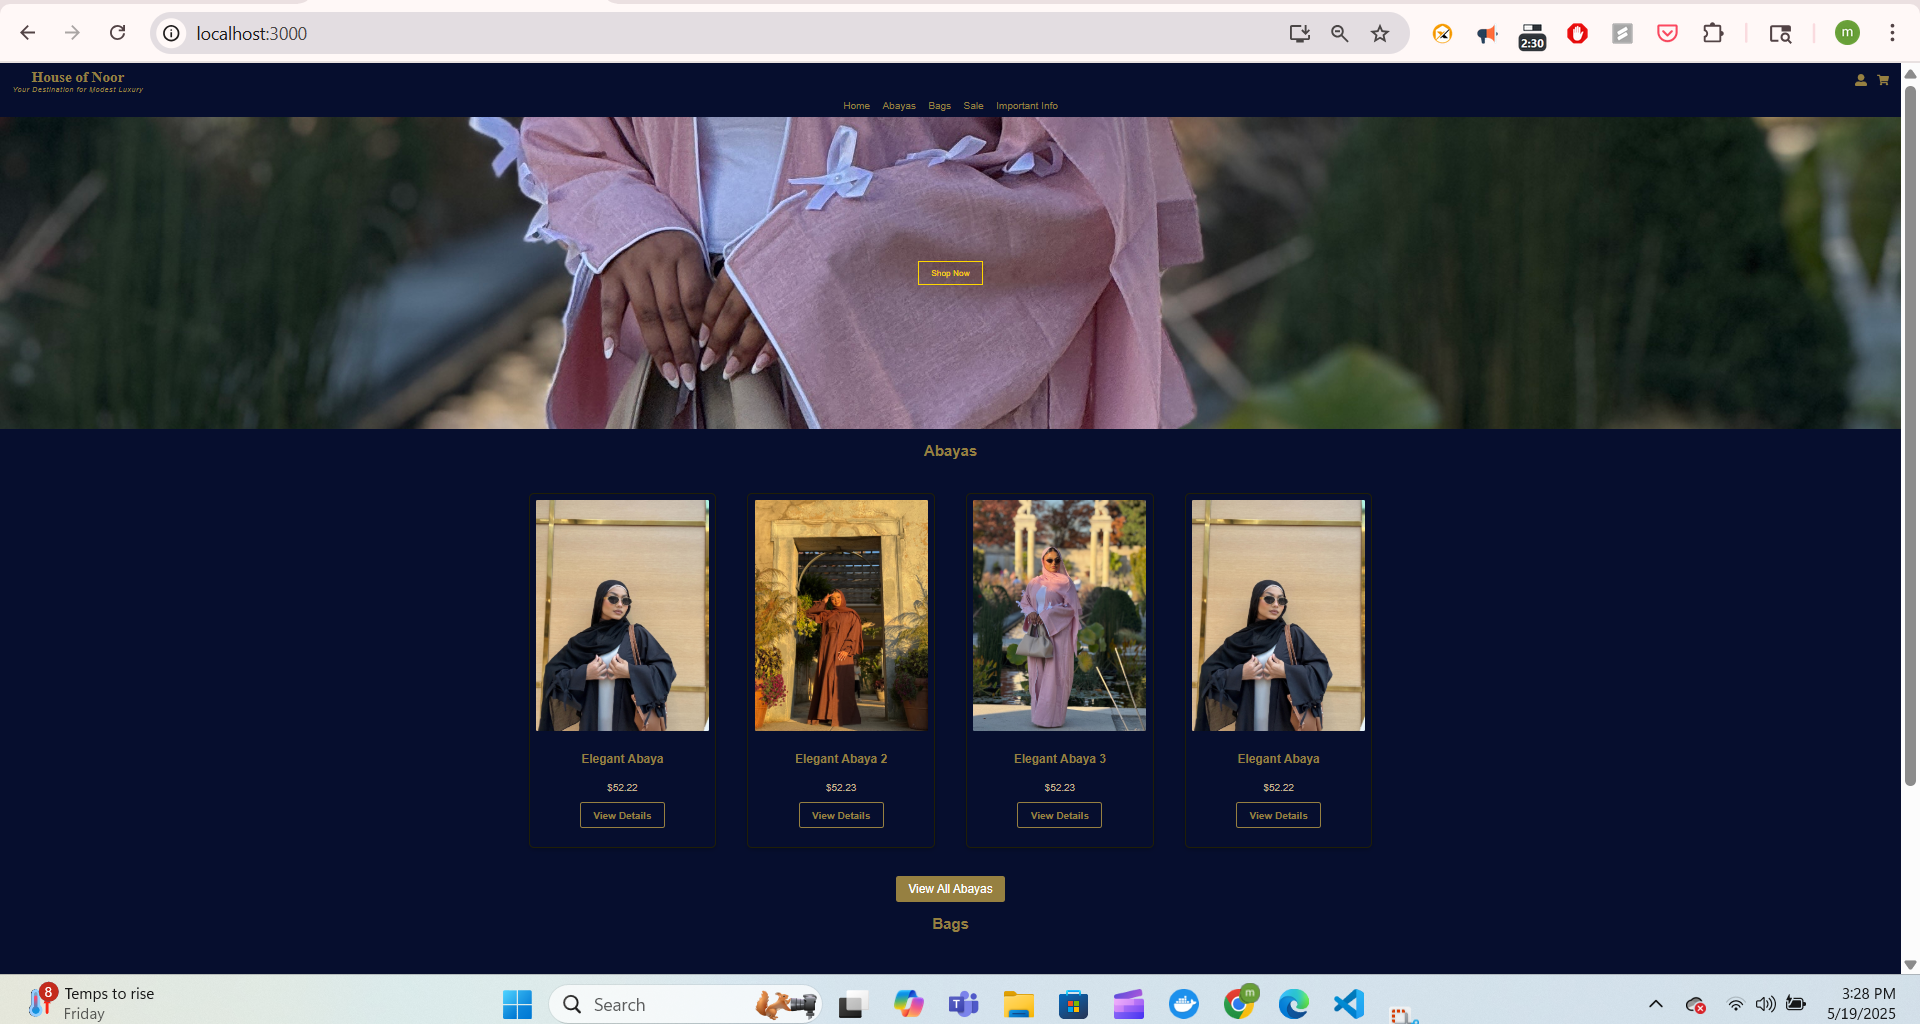 localhost:3000
2:30
m
House of Noor
Your Destination for Modest Luxury
Home Abayas Bags Sale Important Info
Shop Now
Abayas
Elegant Abaya Elegant Abaya 2 Elegant Abaya 3 Elegant Abaya
$52.22 $52.23 $52.23 $52.22
View Details View Details View Details View Details
View All Abayas
Bags
8
Temps to rise
Friday
Search
m
3:28 PM
5/19/2025